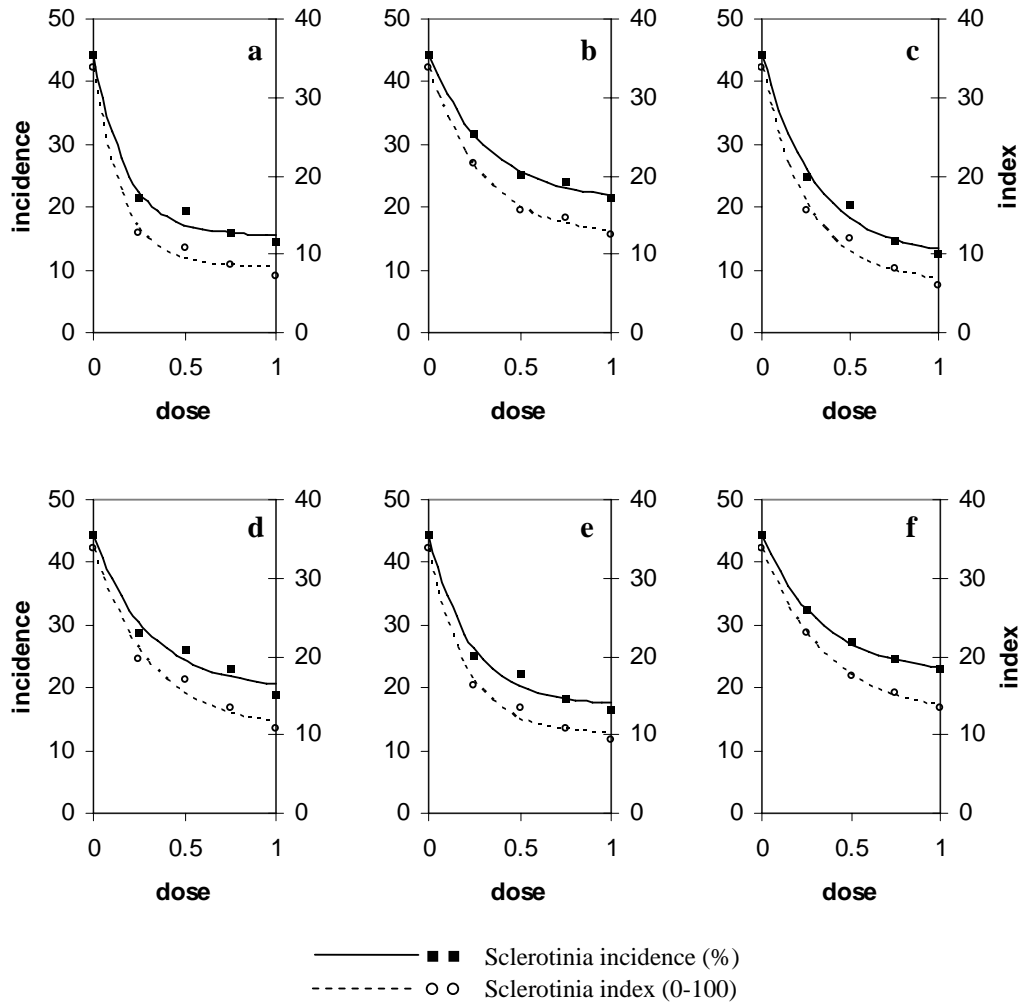 50 40 50 40 50 40
a b c
40 40 40
30 30 30
30 30 30
20 20 20
20 20 20
10 10 10
10 10 10
0 0 0 0 0 0
incidence
index
0 0.5 1 0 0.5 1 0 0.5 1
dose dose dose
50 40 50 40 50 40
d e f
40 40 40
30 30 30
30 30 30
20 20 20
20 20 20
10 10 10
10 10 10
0 0 0 0 0 0
incidence
index
0 0.5 1 0 0.5 1 0 0.5 1
dose dose dose
Sclerotinia incidence (%)
Sclerotinia index (0-100)